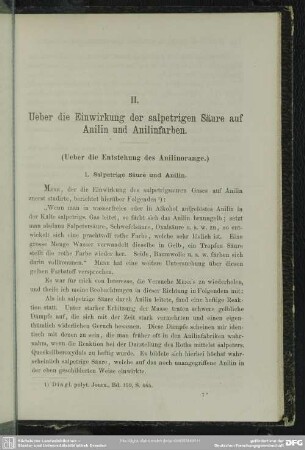 II.
Ueber die Einwirkung der salpetrigen Säure auf
Anilin und Anilinfarben.
(Ueber die Entstehung des Anilinorange.)
1. Salpetrige Säure und Anilin.
MENE, der die Einwirkung des salpetrigsauren Gases auf Anilin
zuerst studirte, berichtet hierüber Folgendes ¹):
„Wenn man in wasserfreies oder in Alkohol aufgelöstes Anilin in
der Kälte salpetrige Gas leitet, so färbt sich das Anilin braungelb; setzt
man alsdann Salpetersäure, Schwefelsäure, Oxalsäure u. s. w. zu, so ent-
wickelt sich eine prachtvoll rothe Farbe, welche sehr löslich ist. Eine
grosse Menge Wasser verwandelt dieselbe in Gelb, ein Tropfen Säure
stellt die rothe Farbe wieder her. Seide, Baumwolle u. s. w. färben sich
darin vollkommen." MENE hat eine weitere Untersuchung über diesen
gelben Farbstoff versprochen.
Es war für mich von Interesse, die Versuche MENE's zu wiederholen,
und theile ich meine Beobachtungen in dieser Richtung im Folgenden mit:
Als ich salpetrige Säure durch Anilin leitete, fand eine heftige Reak-
tion statt. Unter starker Erhitzung der Masse traten schwere gelbliche
Dämpfe auf, die sich mit der Zeit stark vermehrten und einen eigen-
thümlich widerlichen Geruch besassen. Diese Dämpfe scheinen mir iden-
tisch mit denen zu sein, die man früher oft in den Anilinfabriken wahr-
nahm, wenn die Reaktion bei der Darstellung des Roths mittelst salpeters.
Quecksilberoxyduls zu heftig wurde. Es bildete sich hierbei höchst wahr-
scheinlich salpetrige Säure, welche auf das noch unangegriffene Anilin in
der eben geschilderten Weise einwirkte
¹) Dingl. polyt. Journ., Bd.